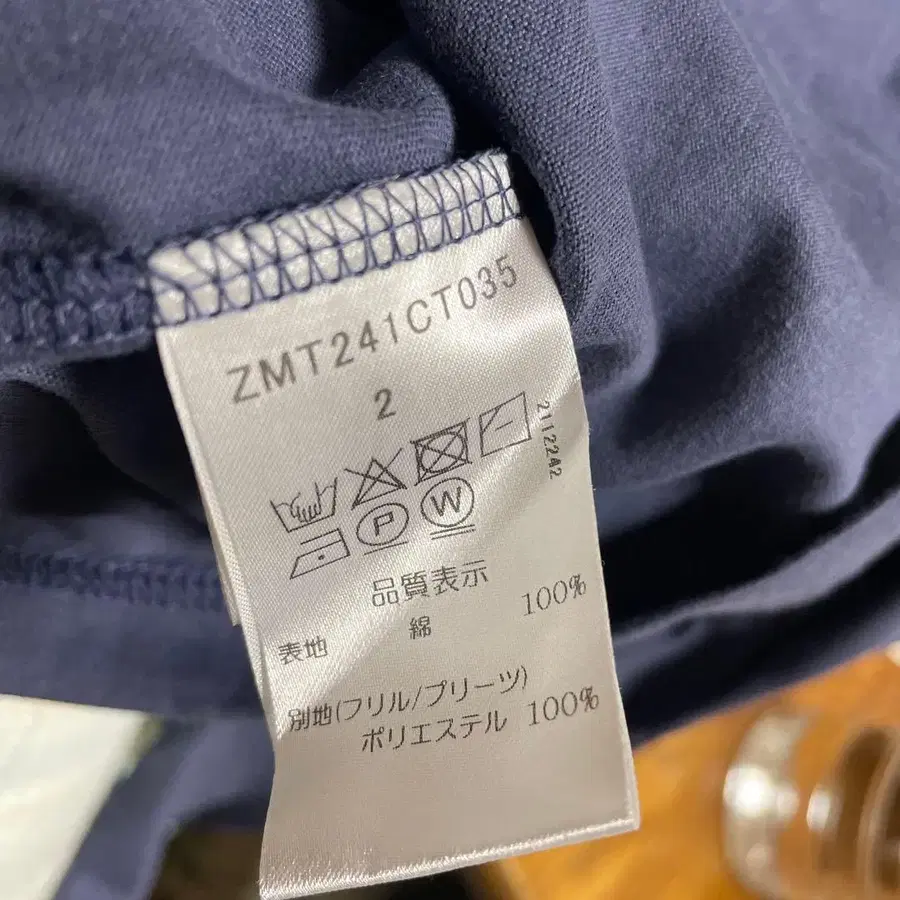 ZMT241CT035
2
2112242
P W
品質表示
表地 綿 100%
別地(フリル/プリーツ)
ポリエステル 100%